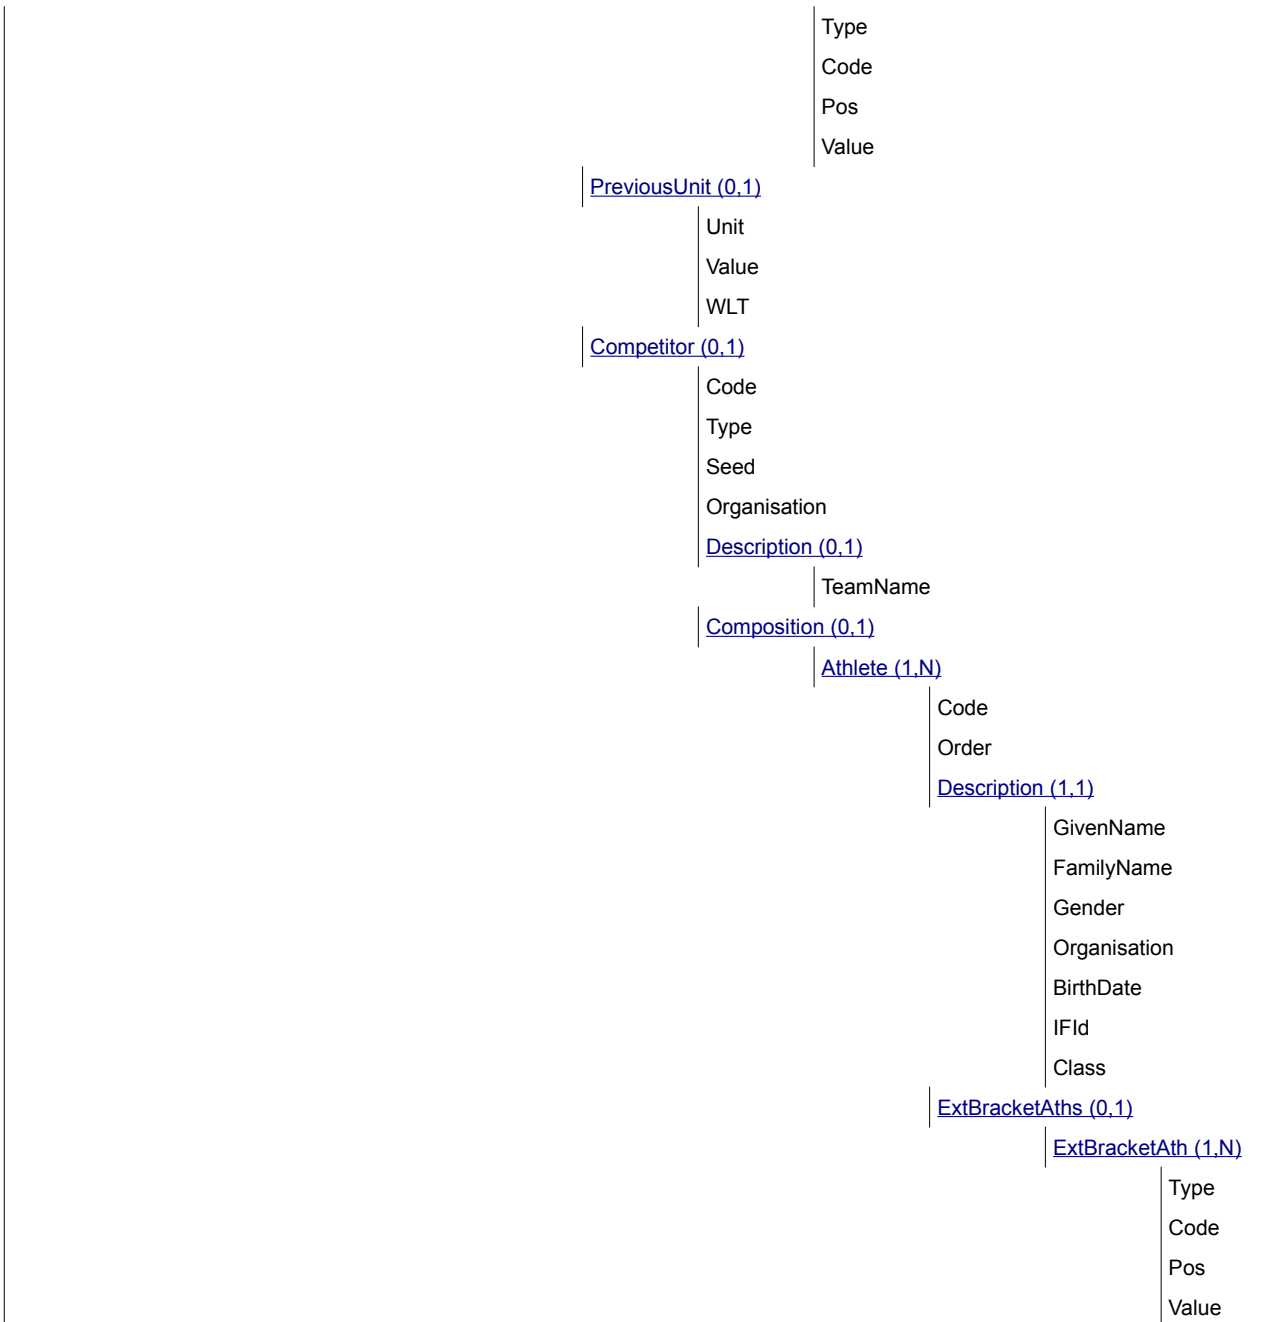 Type
Code
Pos
Value
PreviousUnit (0,1)
Unit
Value
WLT
Competitor (0,1)
Code
Type
Seed
Organisation
Description (0,1)
TeamName
Composition (0,1)
Athlete (1,N)
Code
Order
Description (1,1)
GivenName
FamilyName
Gender
Organisation
BirthDate
IFId
Class
ExtBracketAths (0,1)
ExtBracketAth (1,N)
Type
Code
Pos
Value